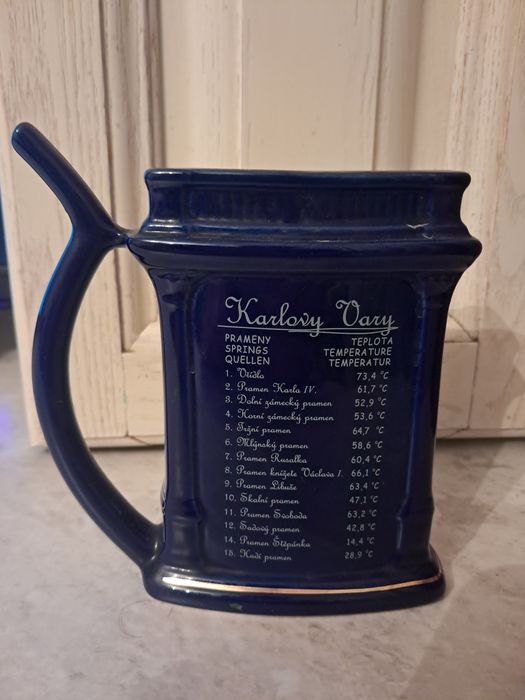 Karlovy Vary
PRAMENY TEPLOTA
SPRINGS TEMPERATURE
QUELLEN TEMPERATUR
1. Vřídlo 73,4 °C
2. Pramen Karla IV. 61,7 °C
3. Dolní zámecký pramen 52,9 °C
4. Horní zámecký pramen 53,6 °C
5. Tržní pramen 64,7 °C
6. Mlýnský pramen 58,6 °C
7. Pramen Rusalka 60,4 °C
8. Pramen knížete Václava I. 66,1 °C
9. Pramen Libuše 63,4 °C
10. Skalní pramen 47,1 °C
11. Pramen Svoboda 63,2 °C
12. Sadový pramen 42,8 °C
14. Pramen Štěpánka 14,4 °C
15. Hadí pramen 28,9 °C